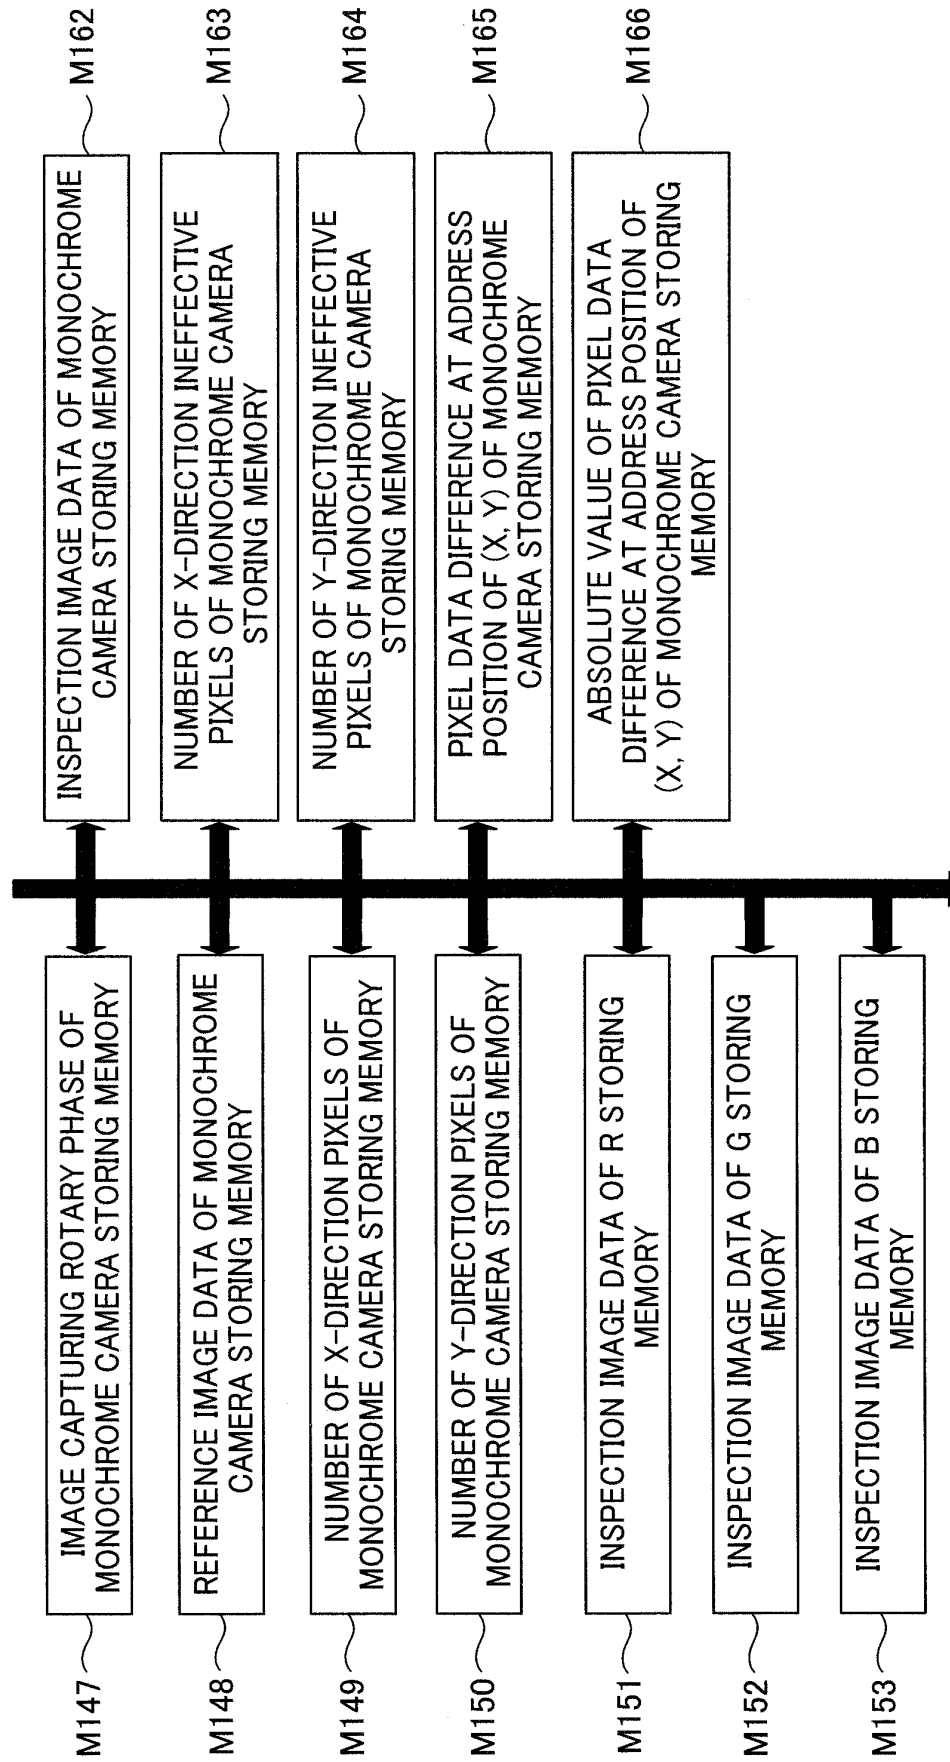 M147
IMAGE CAPTURING ROTARY PHASE OF
MONOCHROME CAMERA STORING MEMORY
M148
REFERENCE IMAGE DATA OF MONOCHROME
CAMERA STORING MEMORY
M149
NUMBER OF X-DIRECTION PIXELS OF
MONOCHROME CAMERA STORING MEMORY
M150
NUMBER OF Y-DIRECTION PIXELS OF
MONOCHROME CAMERA STORING MEMORY
M151
INSPECTION IMAGE DATA OF R STORING
MEMORY
M152
INSPECTION IMAGE DATA OF G STORING
MEMORY
M153
INSPECTION IMAGE DATA OF B STORING
MEMORY
INSPECTION IMAGE DATA OF MONOCHROME
CAMERA STORING MEMORY
M162
NUMBER OF X-DIRECTION INEFFECTIVE
PIXELS OF MONOCHROME CAMERA
STORING MEMORY
M163
NUMBER OF Y-DIRECTION INEFFECTIVE
PIXELS OF MONOCHROME CAMERA
STORING MEMORY
M164
PIXEL DATA DIFFERENCE AT ADDRESS
POSITION OF (X, Y) OF MONOCHROME
CAMERA STORING MEMORY
M165
ABSOLUTE VALUE OF PIXEL DATA
DIFFERENCE AT ADDRESS POSITION OF
(X, Y) OF MONOCHROME CAMERA STORING
MEMORY
M166